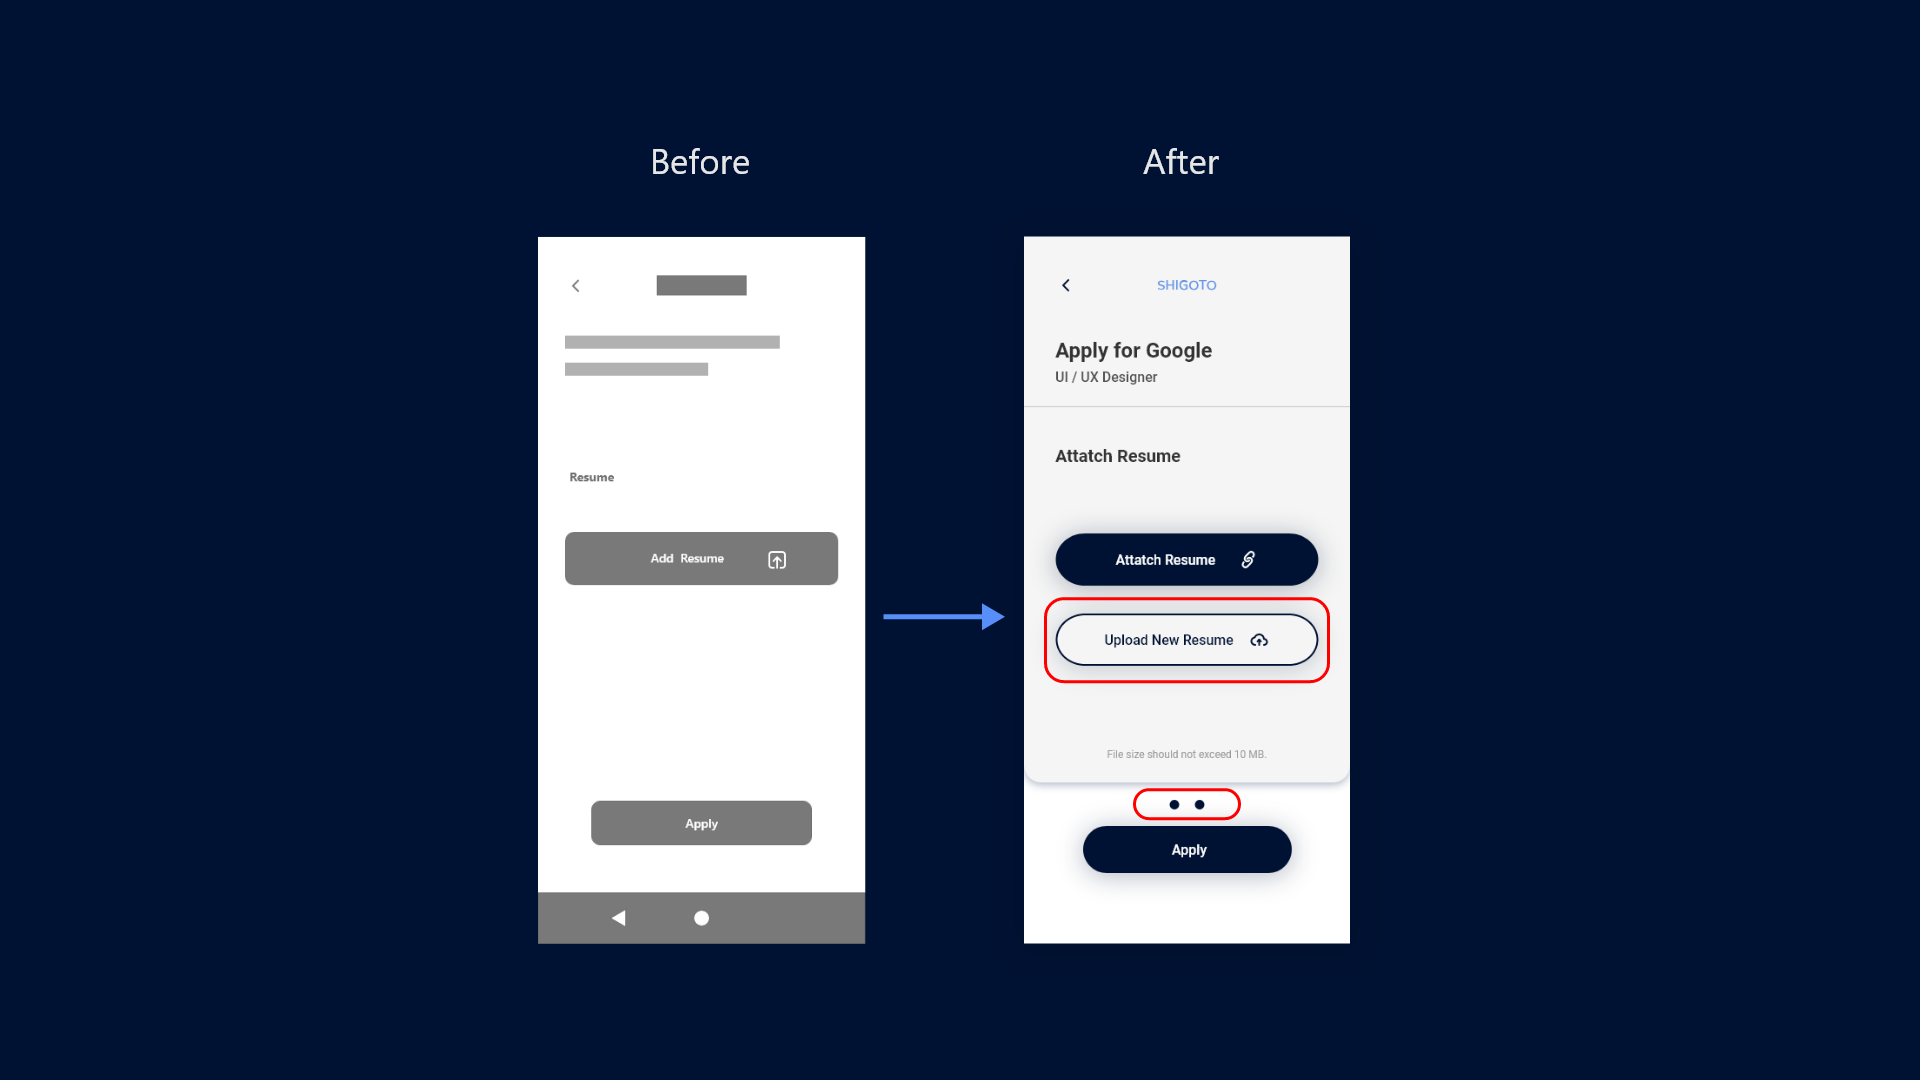 Before
After
Resume
Add Resume
Apply
SHIGOTO
Apply for Google
UI / UX Designer
Attatch Resume
Attatch Resume
Upload New Resume
File size should not exceed 10 MB.
Apply